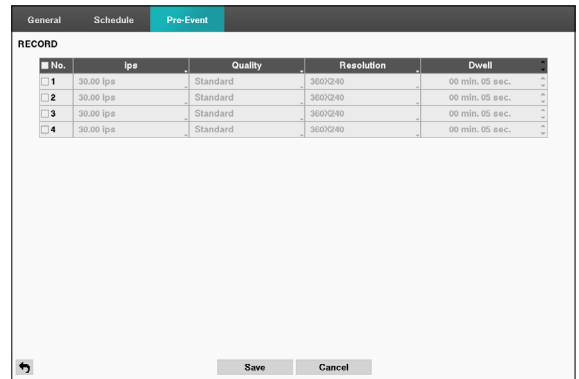 General Schedule Pre-Event
RECORD
No. Ips Quality Resolution Dwell
1 30.00 ips Standard 360X240 00 min. 05 sec.
2 30.00 ips Standard 360X240 00 min. 05 sec.
3 30.00 ips Standard 360X240 00 min. 05 sec.
4 30.00 ips Standard 360X240 00 min. 05 sec.
Save Cancel